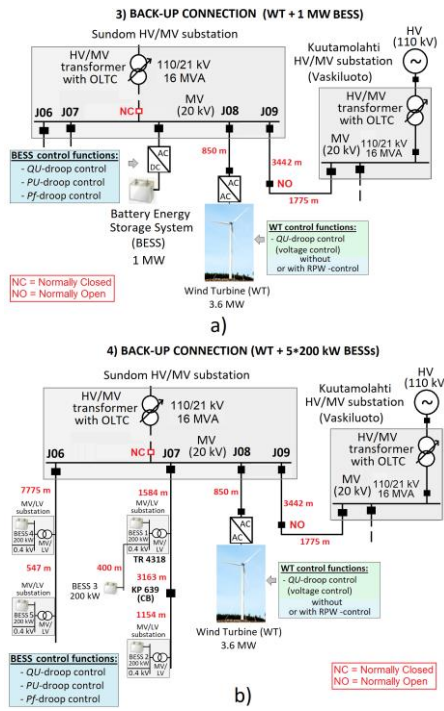 3) BACK-UP CONNECTION (WT + 1 MW BESS)
Sundom HV/MV substation
HV/MV
transformer
with OLTC
110/21 kV
16 MVA
Kuutamolahti
HV/MV substation
(Vaskiluoto)
HV
(110 kV)
HV/MV
transformer
with OLTC
J06
J07
NC
MV
(20 kV)
J08
J09
MV
(20 kV)
110/21 kV
16 MVA
BESS control functions:
- QU-droop control
- PU-droop control
- Pf-droop control
AC
DC
850 m
3442 m
NO
1775 m
AC
AC
Battery Energy
Storage System
(BESS)
1 MW
WT control functions:
- QU-droop control
(voltage control)
without
or with RPW -control
NC = Normally Closed
NO = Normally Open
Wind Turbine (WT)
3.6 MW
a)
4) BACK-UP CONNECTION (WT + 5*200 kW BESSs)
Sundom HV/MV substation
HV/MV
transformer
with OLTC
110/21 kV
16 MVA
Kuutamolahti
HV/MV substation
(Vaskiluoto)
HV
(110 kV)
HV/MV
transformer
with OLTC
J06
NC
J07
MV
(20 kV)
J08
J09
MV
(20 kV)
110/21 kV
16 MVA
7775 m
1584 m
850 m
3442 m
NO
1775 m
MV/LV
substation
BESS 4
200 kW
0.4 kV
MV/
LV
MV/LV
substation
BESS 1
200 kW
0.4 kV
MV/
LV
TR 4318
AC
AC
547 m
400 m
BESS 3
200 kW
3163 m
KP 639
(CB)
MV/LV
substation
BESS 5
200 kW
0.4 kV
MV/
LV
1154 m
MV/LV
substation
BESS 2
200 kW
0.4 kV
MV/
LV
WT control functions:
- QU-droop control
(voltage control)
without
or with RPW -control
Wind Turbine (WT)
3.6 MW
BESS control functions:
- QU-droop control
- PU-droop control
- Pf-droop control
NC = Normally Closed
NO = Normally Open
b)